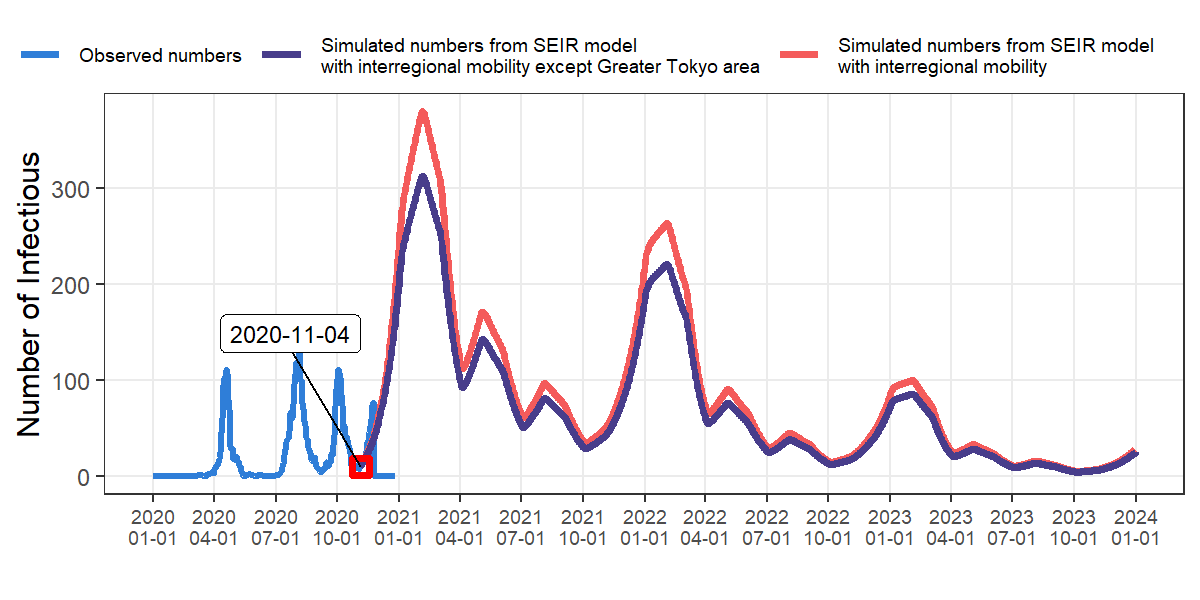 Observed numbers
Simulated numbers from SEIR model
with interregional mobility except Greater Tokyo area
Simulated numbers from SEIR model
with interregional mobility
Number of Infectious
300
200
100
0
2020-11-04
2020 2020 2020 2020 2021 2021 2021 2021 2022 2022 2022 2022 2023 2023 2023 2023 2024
01-01 04-01 07-01 10-01 01-01 04-01 07-01 10-01 01-01 04-01 07-01 10-01 01-01 04-01 07-01 10-01 01-01